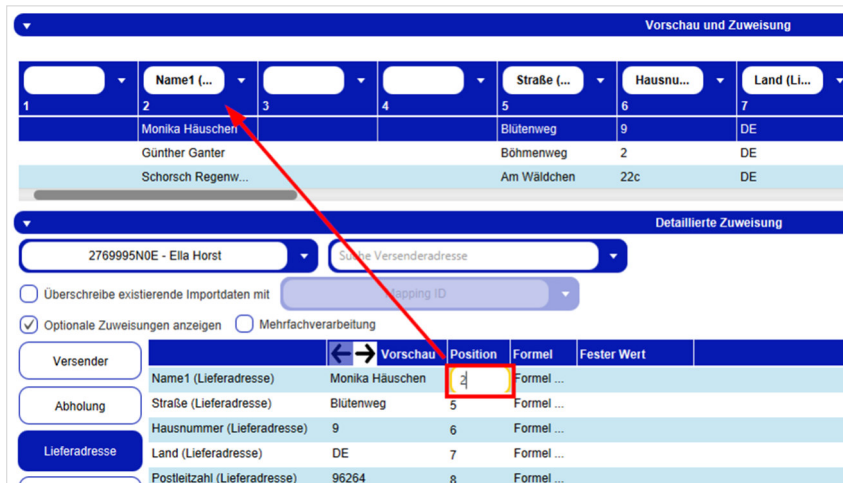 Vorschau und Zuweisung
Name1 (... Straße (... Hausnu... Land (Li...
1 2 3 4 5 6 7
Monika Häuschen Blütenweg 9 DE
Günther Ganter Böhmenweg 2 DE
Schorsch Regenw... Am Wäldchen 22c DE
Detaillierte Zuweisung
2769995N0E - Ella Horst Suche Versenderadresse
Überschreibe existierende Importdaten mit Mapping ID
Optionale Zuweisungen anzeigen Mehrfachverarbeitung
Versender Vorschau Position Formel Fester Wert
Name1 (Lieferadresse) Monika Häuschen 2 Formel ...
Abholung Straße (Lieferadresse) Blütenweg 5 Formel ...
Hausnummer (Lieferadresse) 9 6 Formel ...
Lieferadresse Land (Lieferadresse) DE 7 Formel ...
Postleitzahl (Lieferadresse) 96264 8 Formel ...